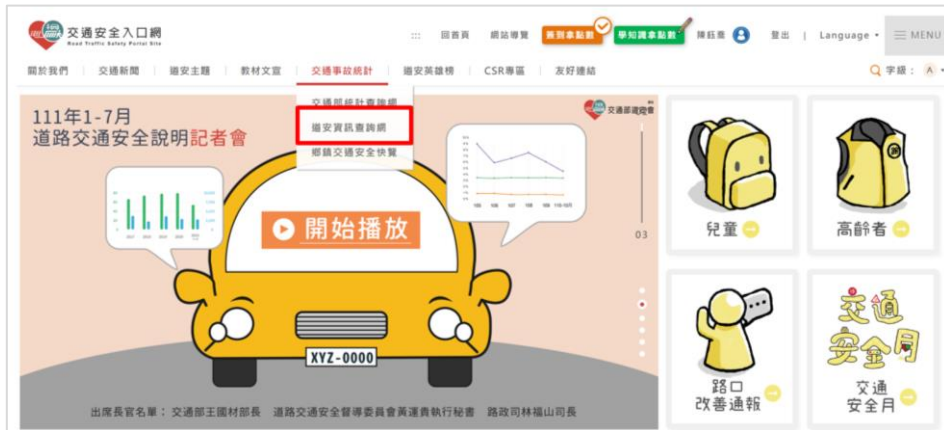 交通安全入口網
Road Traffic Safety Portal Site
::: 回首頁 網站導覽 簽到拿點數 學知識拿點數 陳鈺喬 登出 | Language MENU
關於我們 交通新聞 道安主題 教材文宣 交通事故統計 道安英雄榜 CSR專區 友好連結 字級: A
交通部統計查詢網
道安資訊查詢網
鄉鎮交通安全快覽
111年1-7月
道路交通安全說明記者會
開始播放
03
XYZ-0000
出席長官名單： 交通部王國材部長 道路交通安全督導委員會黃運貴執行秘書 路政司林福山司長
兒童
高齡者
路口
改善通報
交通
安全月
交通
安全月